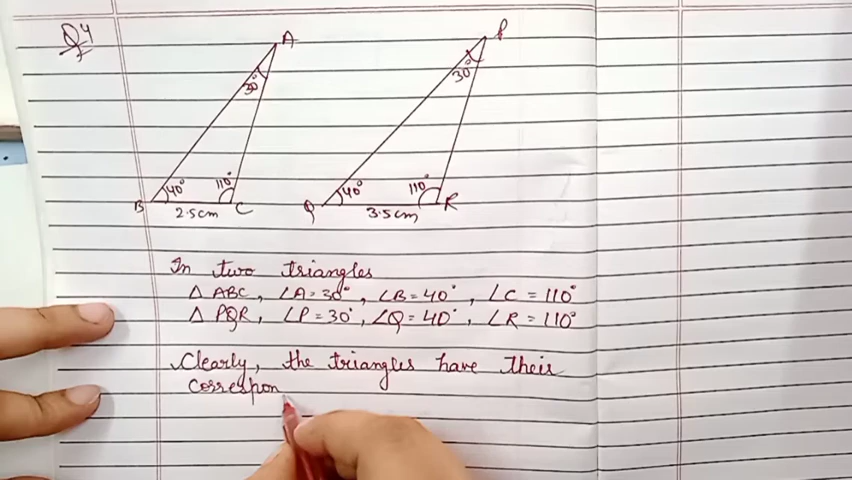 Q4
A P
30° 30°
40° 110° 40° 110°
B 2.5cm C Q 3.5cm R
In two triangles
△ ABC, ∠A = 30°, ∠B = 40°, ∠C = 110°
△ PQR, ∠P = 30°, ∠Q = 40°, ∠R = 110°
Clearly, the triangles have their
correspon